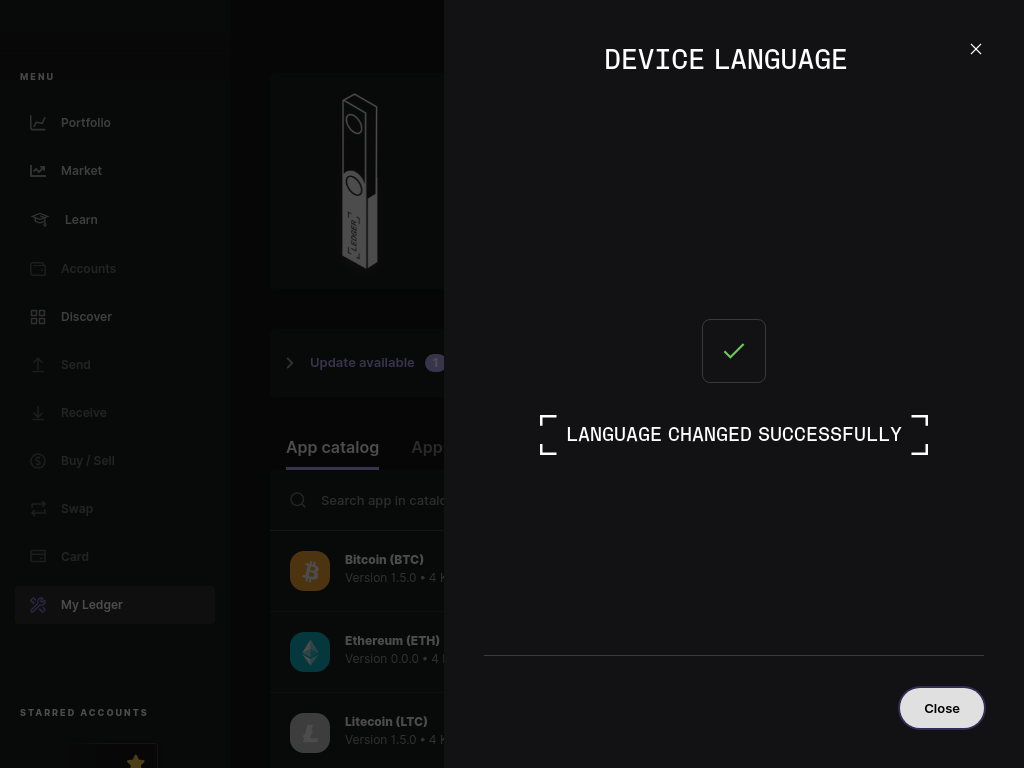 DEVICE LANGUAGE
MENU
Portfolio
Market
Learn
Accounts
Discover
Send
Receive
Buy / Sell
Swap
Card
My Ledger
STARRED ACCOUNTS
LEDGER
Update available 1
App catalog
App
Search app in catalo
Bitcoin (BTC)
Version 1.5.0 • 4 K
Ethereum (ETH)
Version 0.0.0 • 4
Litecoin (LTC)
Version 1.5.0 • 4 K
LANGUAGE CHANGED SUCCESSFULLY
Close